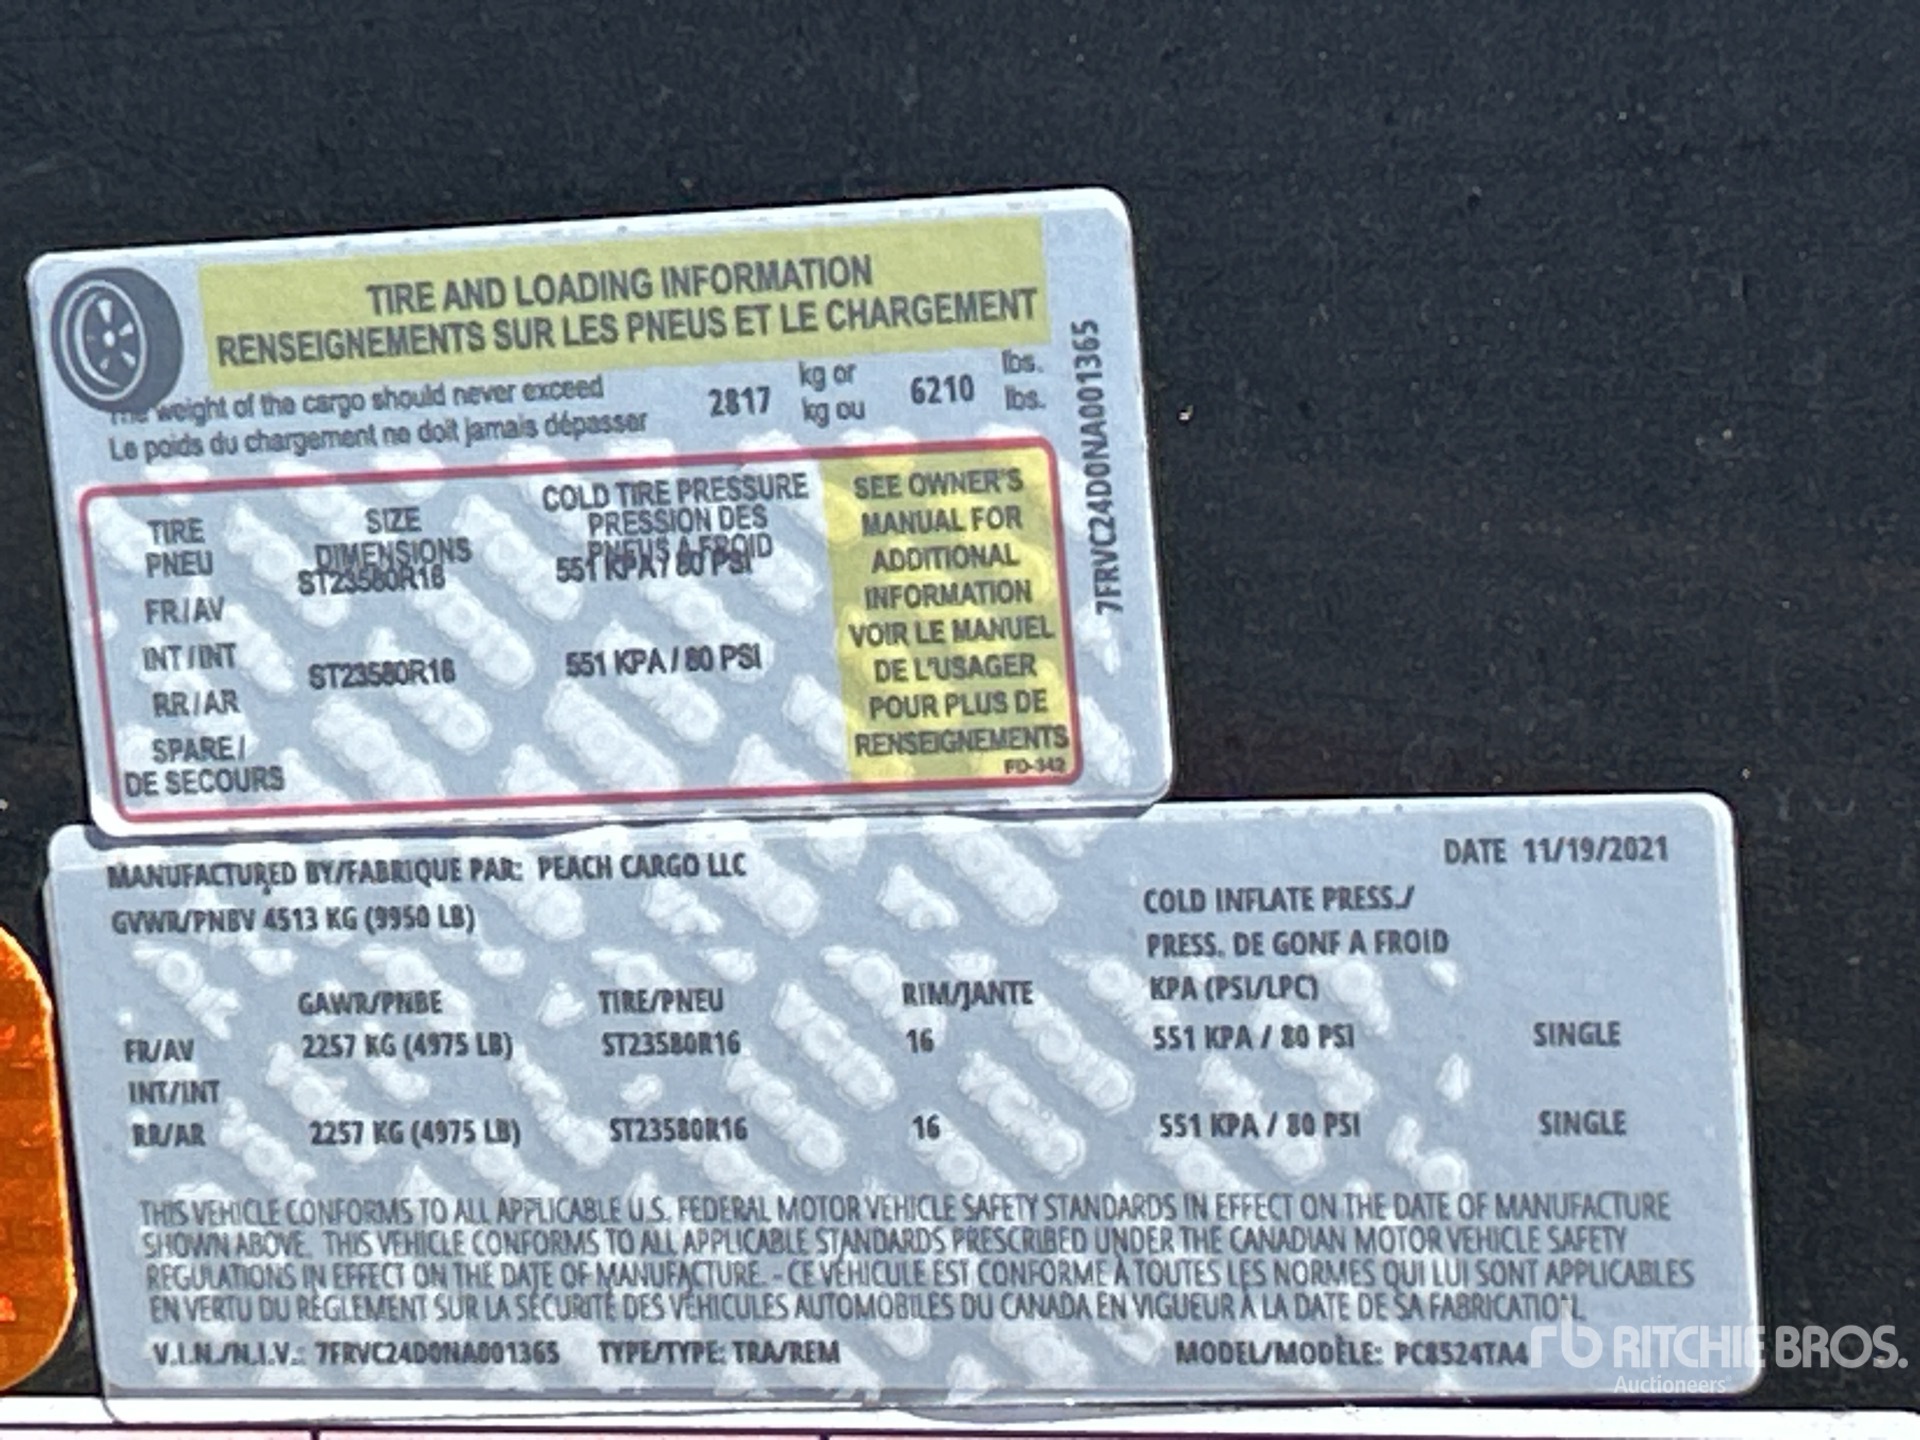 TIRE AND LOADING INFORMATION
RENSEIGNEMENTS SUR LES PNEUS ET LE CHARGEMENT
The weight of the cargo should never exceed 2817 kg or 6210 lbs.
Le poids du chargement ne doit jamais dépasser kg ou lbs.
7FRVC24D0NA001365
TIRE SIZE COLD TIRE PRESSURE
PNEU DIMENSIONS PRESSION DES
PNEUS A FROID
FR/AV ST23580R16 551 KPA / 80 PSI
INT/INT
RR/AR ST23580R16 551 KPA / 80 PSI
SPARE/
DE SECOURS
SEE OWNER'S
MANUAL FOR
ADDITIONAL
INFORMATION
VOIR LE MANUEL
DE L'USAGER
POUR PLUS DE
RENSEIGNEMENTS
FD-342
MANUFACTURED BY/FABRIQUE PAR: PEACH CARGO LLC DATE 11/19/2021
GVWR/PNBV 4513 KG (9950 LB) COLD INFLATE PRESS./
PRESS. DE GONF A FROID
GAWR/PNBE TIRE/PNEU RIM/JANTE KPA (PSI/LPC)
FR/AV 2257 KG (4975 LB) ST23580R16 16 551 KPA / 80 PSI SINGLE
INT/INT
RR/AR 2257 KG (4975 LB) ST23580R16 16 551 KPA / 80 PSI SINGLE
THIS VEHICLE CONFORMS TO ALL APPLICABLE U.S. FEDERAL MOTOR VEHICLE SAFETY STANDARDS IN EFFECT ON THE DATE OF MANUFACTURE
SHOWN ABOVE. THIS VEHICLE CONFORMS TO ALL APPLICABLE STANDARDS PRESCRIBED UNDER THE CANADIAN MOTOR VEHICLE SAFETY
REGULATIONS IN EFFECT ON THE DATE OF MANUFACTURE. - CE VÉHICULE EST CONFORME À TOUTES LES NORMES QUI LUI SONT APPLICABLES
EN VERTU DU RÈGLEMENT SUR LA SÉCURITÉ DES VÉHICULES AUTOMOBILES DU CANADA EN VIGUEUR À LA DATE DE SA FABRICATION.
V.I.N./N.I.V.: 7FRVC24D0NA001365 TYPE/TYPE: TRA/REM MODEL/MODÈLE: PC8524TA4
rb RITCHIE BROS.
Auctioneers